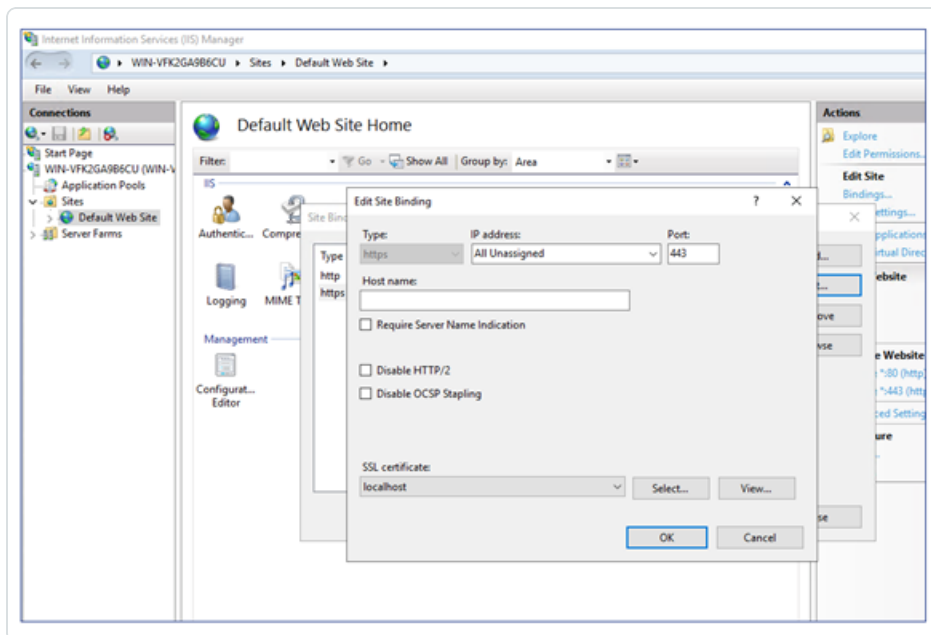 Internet Information Services (IIS) Manager
WIN-VFK2GA9B6CU Sites Default Web Site
File View Help
Connections
Start Page
WIN-VFK2GA9B6CU (WIN-V
Application Pools
Sites
Default Web Site
Server Farms
Default Web Site Home
Filter: Go Show All Group by: Area
IIS
Authentic... Compre
Logging MIME T
Management
Configurat...
Editor
Site Bind
Type
http
https
Edit Site Binding ? ×
Type: IP address: Port:
https All Unassigned 443
Host name:
Require Server Name Indication
Disable HTTP/2
Disable OCSP Stapling
SSL certificate:
localhost Select... View...
OK Cancel
Actions
Explore
Edit Permissions...
Edit Site
Bindings...
ettings...
pplications
rtual Direc
ebsite
ove
wse
e Website
*:80 (http)
*:443 (http
ced Setting
ure
se